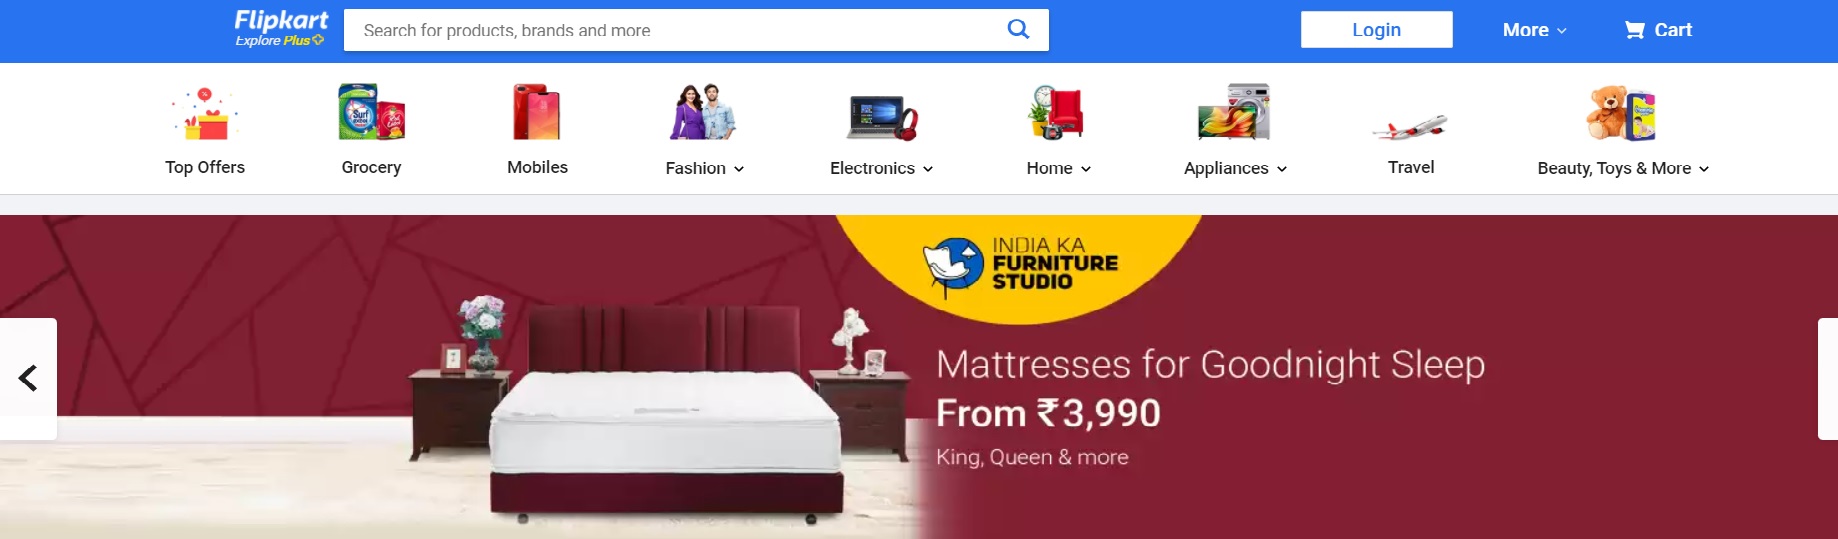 Flipkart
Explore Plus
Search for products, brands and more
Login
More
Cart
Top Offers
Grocery
Mobiles
Fashion
Electronics
Home
Appliances
Travel
Beauty, Toys & More
INDIA KA
FURNITURE
STUDIO
Mattresses for Goodnight Sleep
From ₹3,990
King, Queen & more